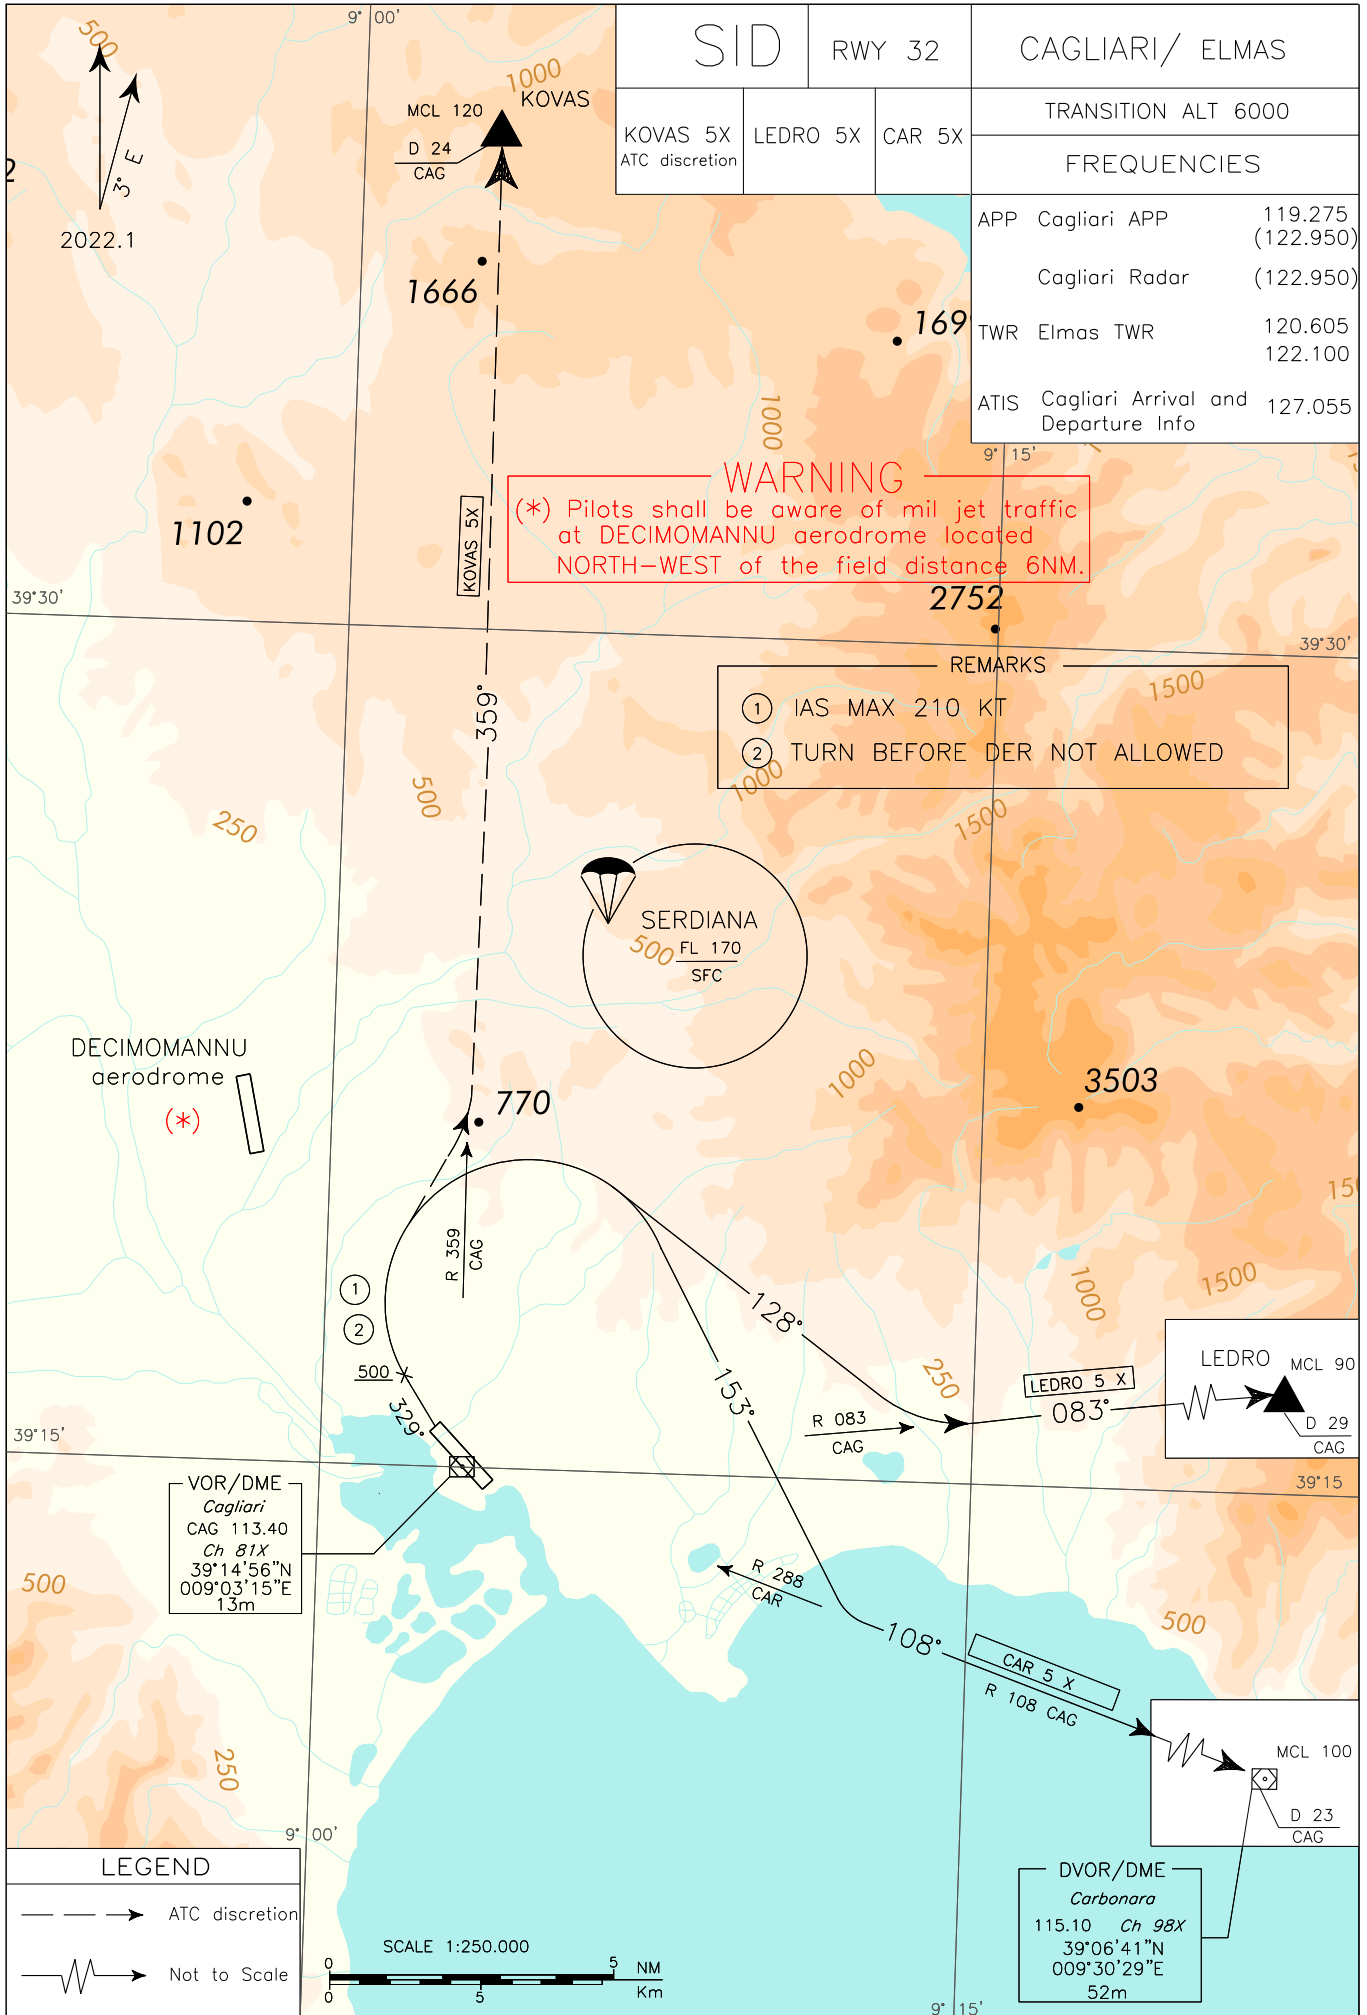 SID
RWY 32
CAGLIARI/ ELMAS
KOVAS 5X
ATC discretion
LEDRO 5X
CAR 5X
TRANSITION ALT 6000
FREQUENCIES
APP Cagliari APP 119.275
(122.950)
Cagliari Radar (122.950)
TWR Elmas TWR 120.605
122.100
ATIS Cagliari Arrival and
Departure Info 127.055
9° 00'
500
3° E
2022.1
2
1000
KOVAS
MCL 120
D 24
CAG
1666
169
1000
9° 15'
1102
KOVAS 5X
WARNING
(*) Pilots shall be aware of mil jet traffic
at DECIMOMANNU aerodrome located
NORTH-WEST of the field distance 6NM.
39°30'
2752
39°30'
REMARKS
1 IAS MAX 210 KT
2 TURN BEFORE DER NOT ALLOWED
1500
359°
1000
1500
500
250
SERDIANA
500
FL 170
SFC
DECIMOMANNU
aerodrome
(*)
770
1000
3503
150
R 359
CAG
1
2
500
329°
128°
153°
1000
1500
250
LEDRO 5 X
083°
R 083
CAG
LEDRO
MCL 90
D 29
CAG
39°15'
39°15
VOR/DME
Cagliari
CAG 113.40
Ch 81X
39°14'56"N
009°03'15"E
13m
500
R 288
CAR
108°
CAR 5 X
R 108 CAG
500
250
MCL 100
D 23
CAG
9° 00'
DVOR/DME
Carbonara
115.10 Ch 98X
39°06'41"N
009°30'29"E
52m
LEGEND
ATC discretion
Not to Scale
SCALE 1:250.000
0 5 NM
0 5 Km
9° 15'